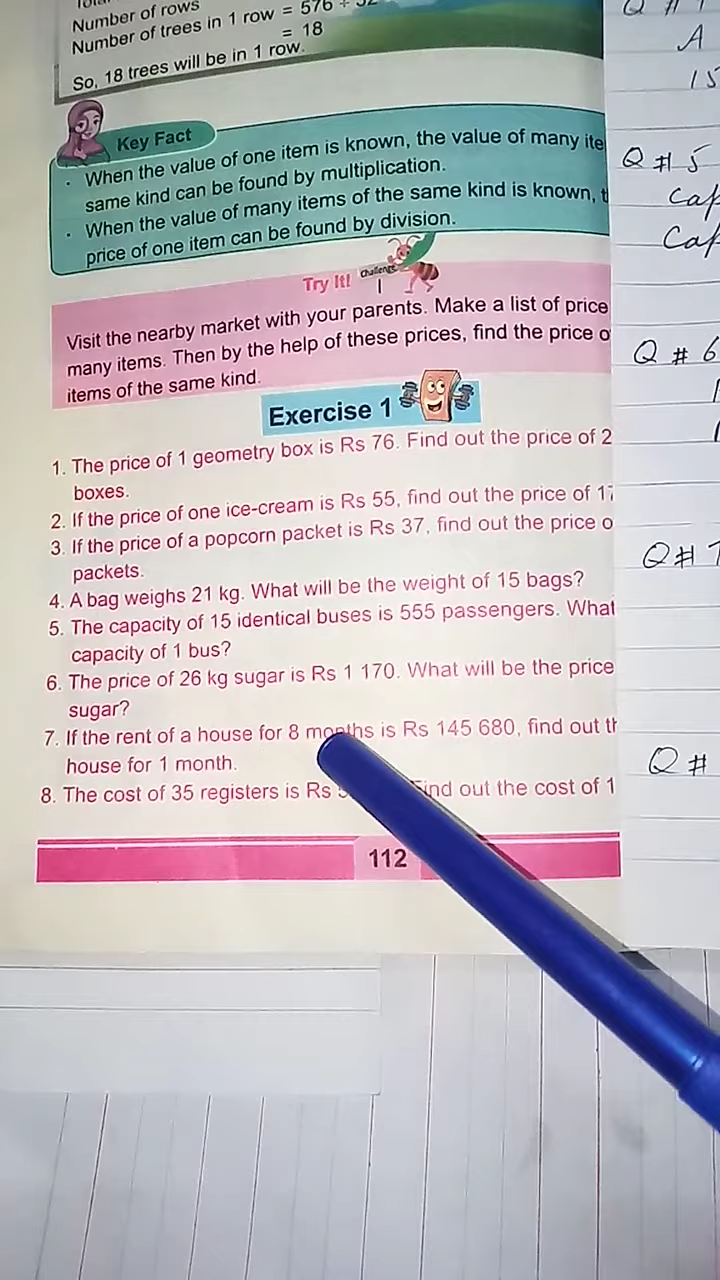 Number of rows
Number of trees in 1 row = 576 ÷ 32
= 18
So, 18 trees will be in 1 row.
Key Fact
· When the value of one item is known, the value of many ite
same kind can be found by multiplication.
· When the value of many items of the same kind is known, t
price of one item can be found by division.
Try It!
Challenge
1
Visit the nearby market with your parents. Make a list of price
many items. Then by the help of these prices, find the price o
items of the same kind.
Exercise 1
1. The price of 1 geometry box is Rs 76. Find out the price of 2
boxes.
2. If the price of one ice-cream is Rs 55, find out the price of 17
3. If the price of a popcorn packet is Rs 37, find out the price o
packets.
4. A bag weighs 21 kg. What will be the weight of 15 bags?
5. The capacity of 15 identical buses is 555 passengers. What
capacity of 1 bus?
6. The price of 26 kg sugar is Rs 1 170. What will be the price
sugar?
7. If the rent of a house for 8 months is Rs 145 680, find out th
house for 1 month.
8. The cost of 35 registers is Rs Find out the cost of 1
112
A
15
Q # 5
Cap
Cap
Q # 6
1
1
Q # 7
Q #